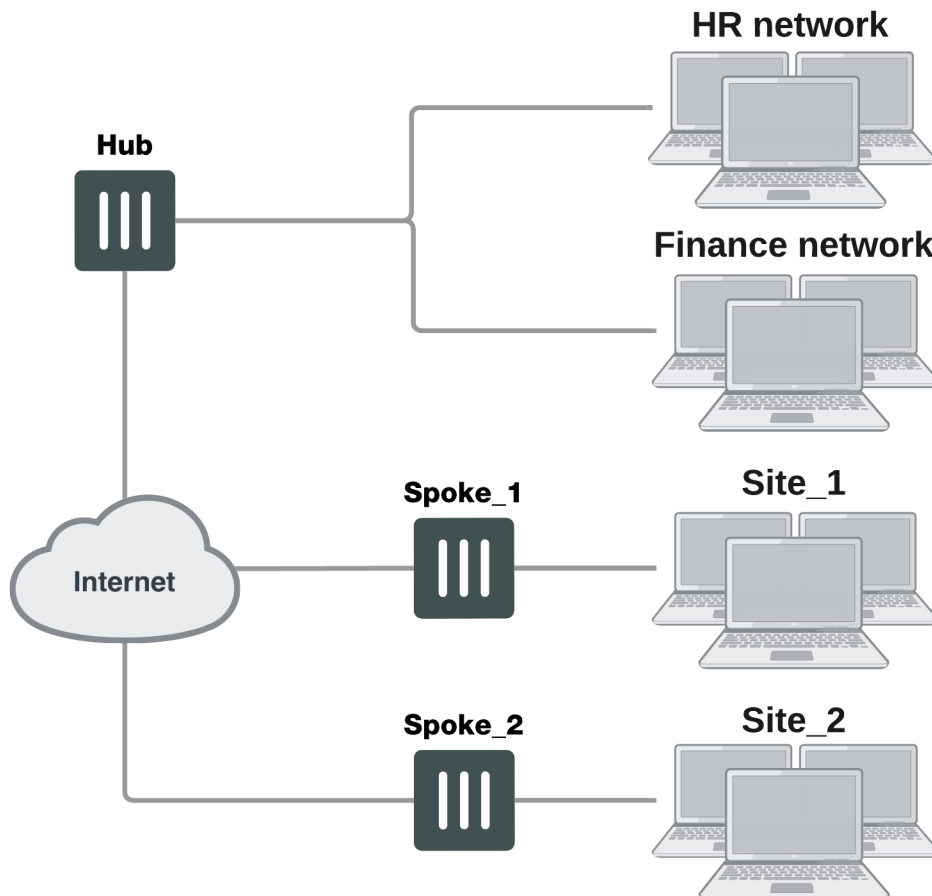 HR network
Hub
Finance network
Spoke_1
Site_1
Internet
Spoke_2
Site_2